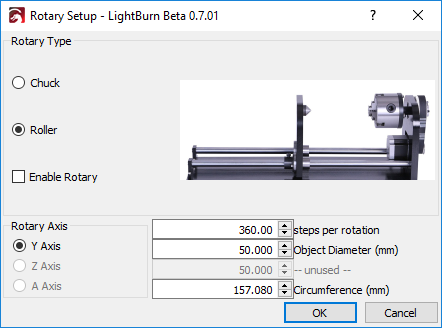 Rotary Setup - LightBurn Beta 0.7.01
Rotary Type
Chuck
Roller
Enable Rotary
Rotary Axis
Y Axis
Z Axis
A Axis
360.00 steps per rotation
50.000 Object Diameter (mm)
50.000 -- unused --
157.080 Circumference (mm)
OK Cancel